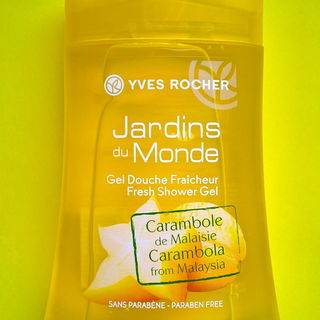 YVES ROCHER
Jardins
du Monde
Gel Douche Fraîcheur
Fresh Shower Gel
Carambole
de Malaisie
Carambola
from Malaysia
SANS PARABÈNE - PARABEN FREE